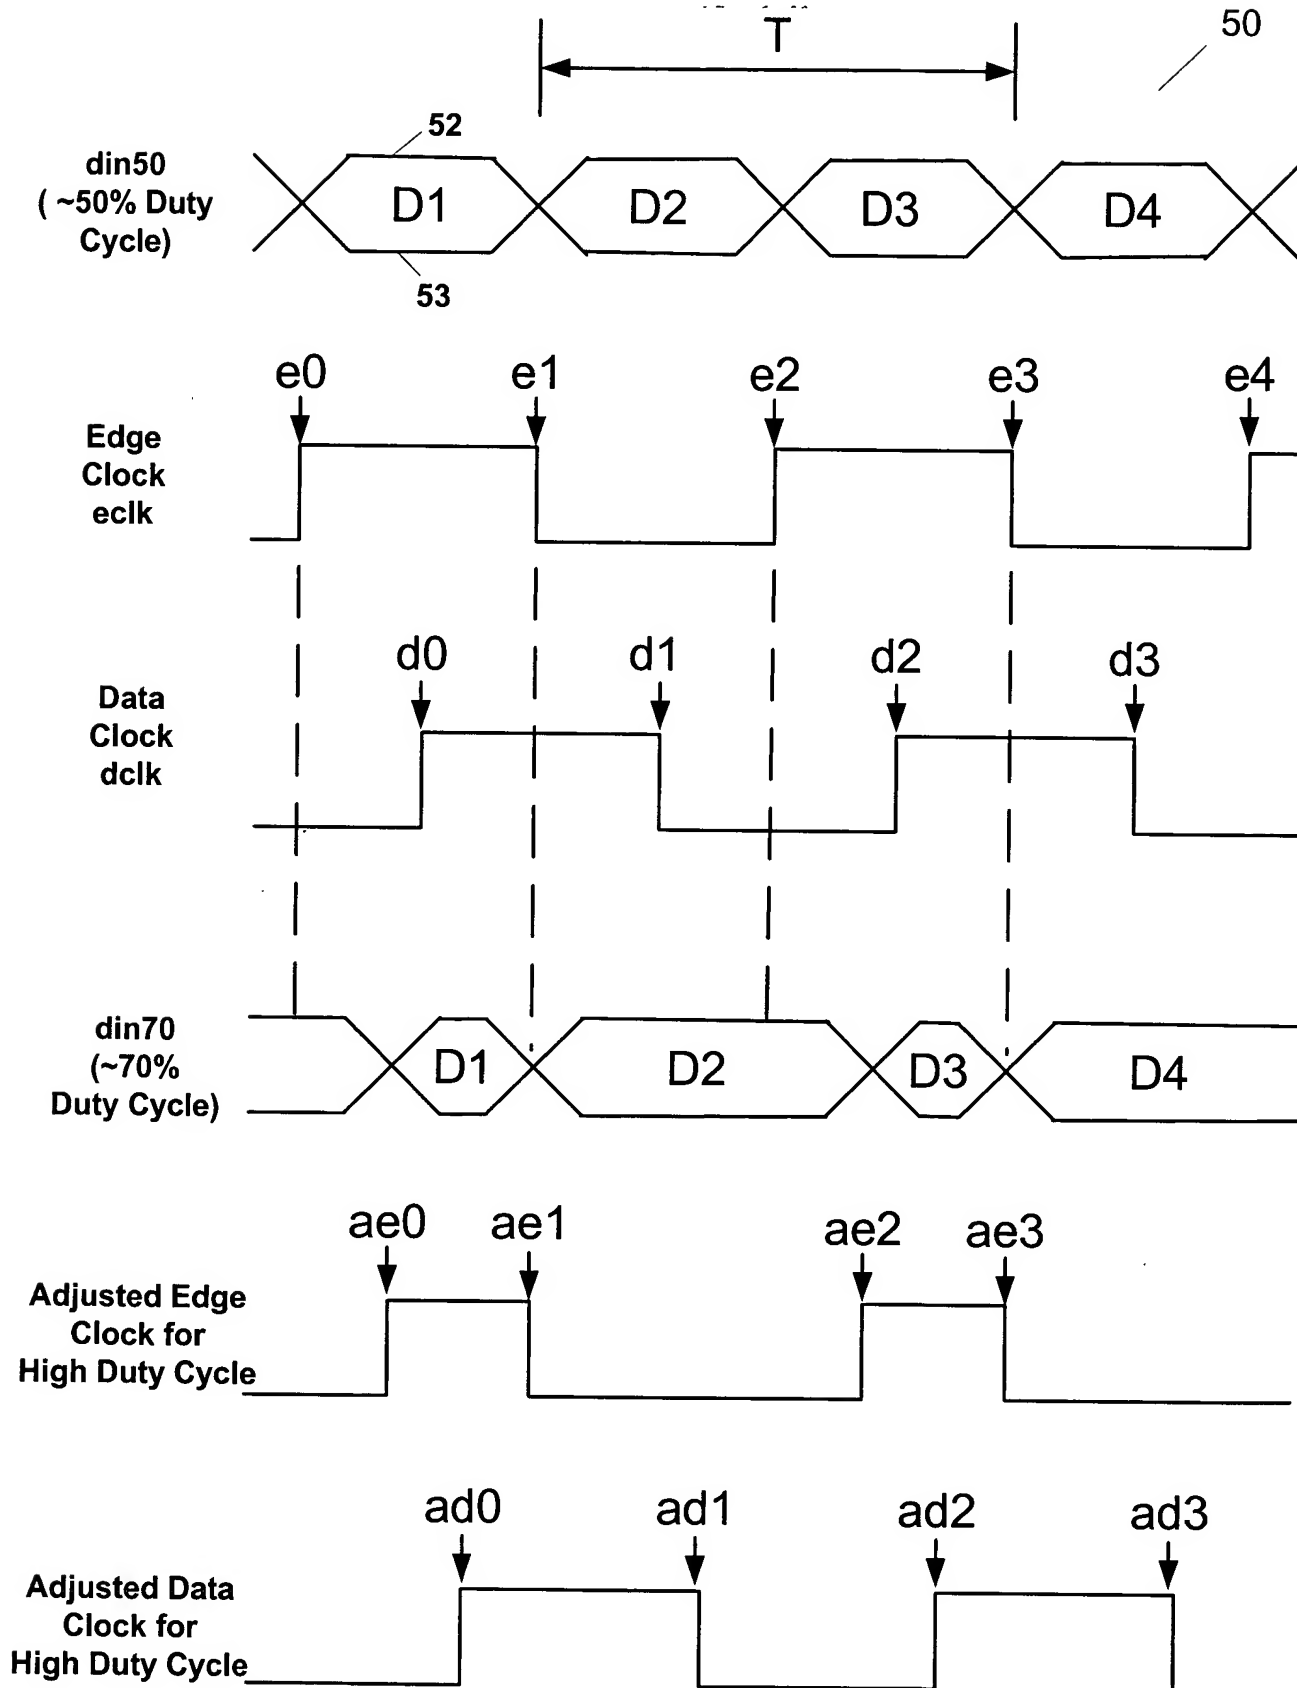 T
50
52
din50
( ~50% Duty
Cycle)
D1
D2
D3
D4
53
e0
e1
e2
e3
e4
Edge
Clock
eclk
d0
d1
d2
d3
Data
Clock
dclk
din70
(~70%
Duty Cycle)
D1
D2
D3
D4
ae0
ae1
ae2
ae3
Adjusted Edge
Clock for
High Duty Cycle
ad0
ad1
ad2
ad3
Adjusted Data
Clock for
High Duty Cycle